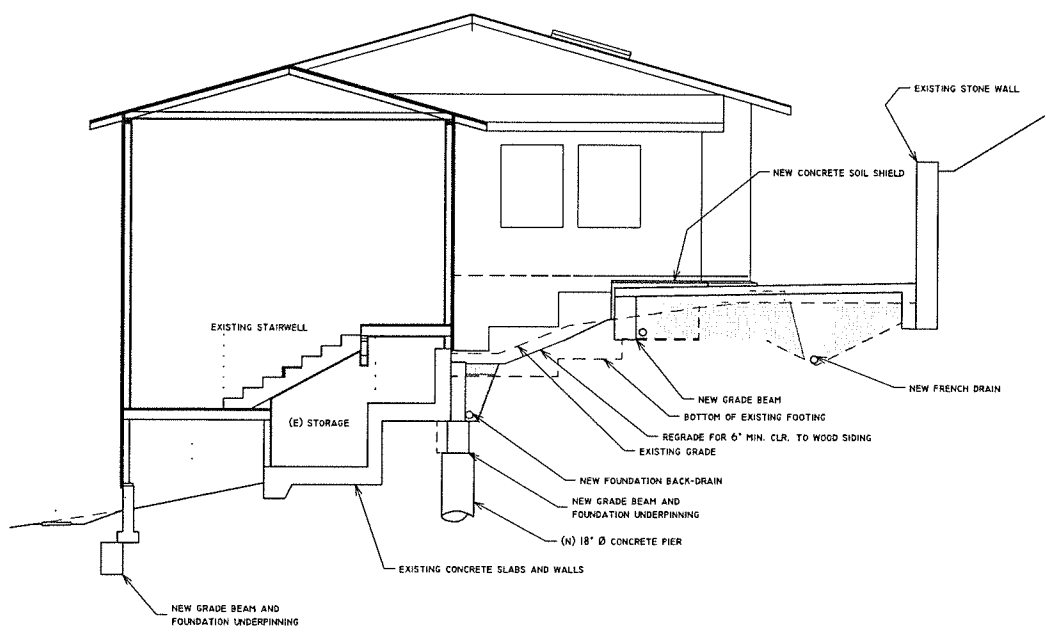 EXISTING STONE WALL
NEW CONCRETE SOIL SHIELD
EXISTING STAIRWELL
(E) STORAGE
NEW FRENCH DRAIN
NEW GRADE BEAM
BOTTOM OF EXISTING FOOTING
REGRADE FOR 6" MIN. CLR. TO WOOD SIDING
EXISTING GRADE
NEW FOUNDATION BACK-DRAIN
NEW GRADE BEAM AND
FOUNDATION UNDERPINNING
(N) 18" Ø CONCRETE PIER
EXISTING CONCRETE SLABS AND WALLS
NEW GRADE BEAM AND
FOUNDATION UNDERPINNING